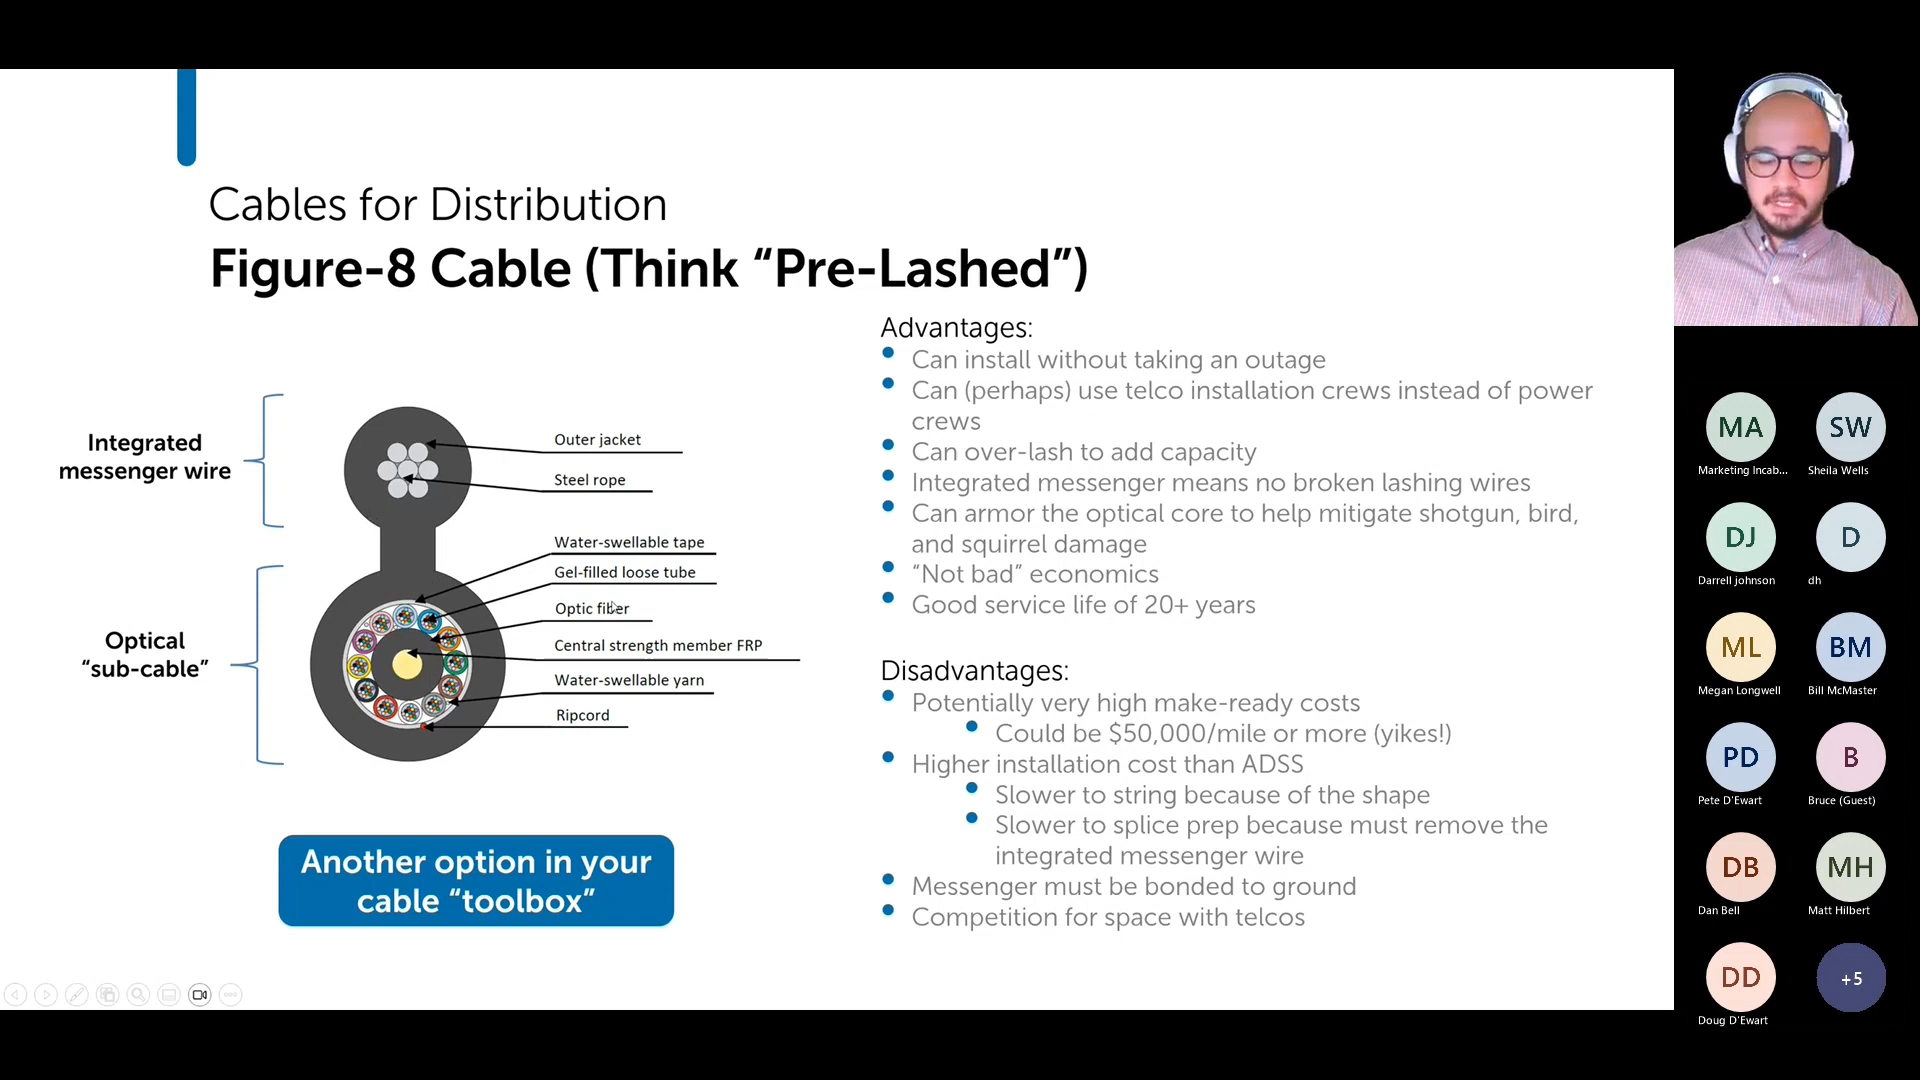 Cables for Distribution
Figure-8 Cable (Think “Pre-Lashed”)
Integrated
messenger wire
Optical
“sub-cable”
Outer jacket
Steel rope
Water-swellable tape
Gel-filled loose tube
Optic fiber
Central strength member FRP
Water-swellable yarn
Ripcord
Another option in your
cable “toolbox”
Advantages:
Can install without taking an outage
Can (perhaps) use telco installation crews instead of power
crews
Can over-lash to add capacity
Integrated messenger means no broken lashing wires
Can armor the optical core to help mitigate shotgun, bird,
and squirrel damage
“Not bad” economics
Good service life of 20+ years
Disadvantages:
Potentially very high make-ready costs
Could be $50,000/mile or more (yikes!)
Higher installation cost than ADSS
Slower to string because of the shape
Slower to splice prep because must remove the
integrated messenger wire
Messenger must be bonded to ground
Competition for space with telcos
MA
Marketing Incab...
SW
Sheila Wells
DJ
Darrell johnson
D
dh
ML
Megan Longwell
BM
Bill McMaster
PD
Pete D'Ewart
B
Bruce (Guest)
DB
Dan Bell
MH
Matt Hilbert
DD
Doug D'Ewart
+5